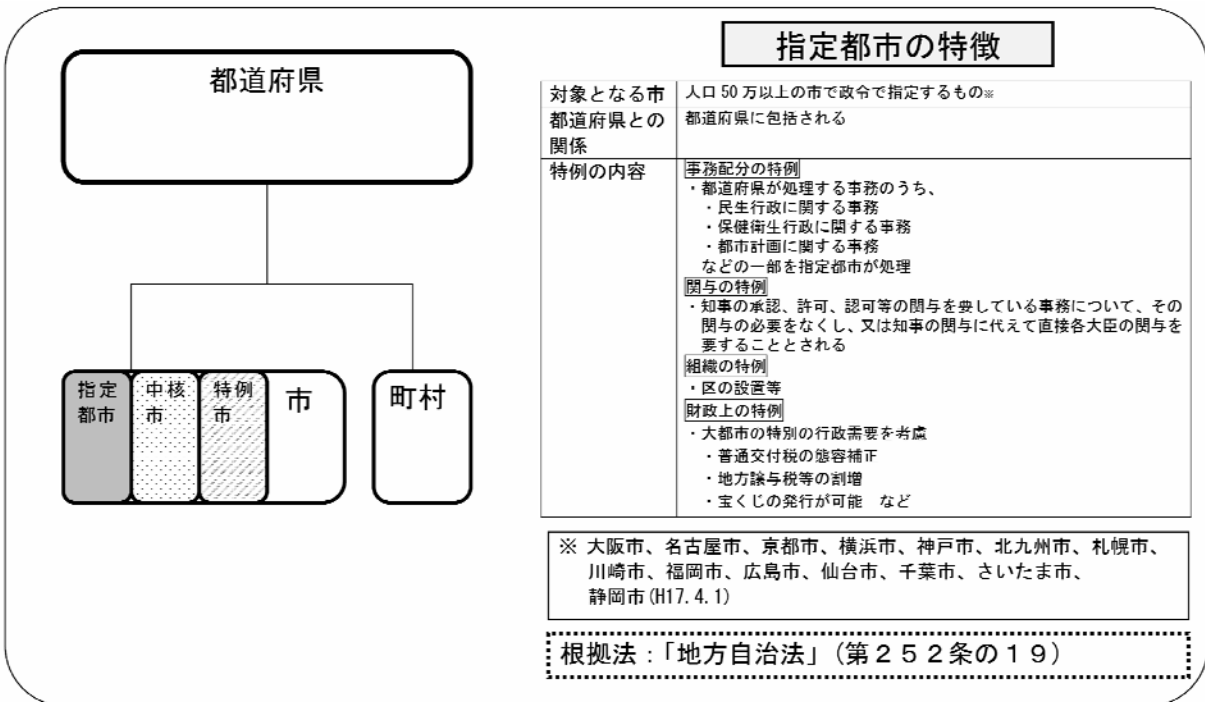 都道府県
指定
都市
中核
市
特例
市
市
町村
指定都市の特徴
対象となる市 人口50万以上の市で政令で指定するもの※
都道府県との
関係
都道府県に包括される
特例の内容
事務配分の特例
・都道府県が処理する事務のうち、
・民生行政に関する事務
・保健衛生行政に関する事務
・都市計画に関する事務
などの一部を指定都市が処理
関与の特例
・知事の承認、許可、認可等の関与を要している事務について、その
関与の必要をなくし、又は知事の関与に代えて直接各大臣の関与を
要することとされる
組織の特例
・区の設置等
財政上の特例
・大都市の特別の行政需要を考慮
・普通交付税の態容補正
・地方譲与税等の割増
・宝くじの発行が可能 など
※ 大阪市、名古屋市、京都市、横浜市、神戸市、北九州市、札幌市、
川崎市、福岡市、広島市、仙台市、千葉市、さいたま市、
静岡市(H17.4.1)
根拠法:「地方自治法」(第252条の19)